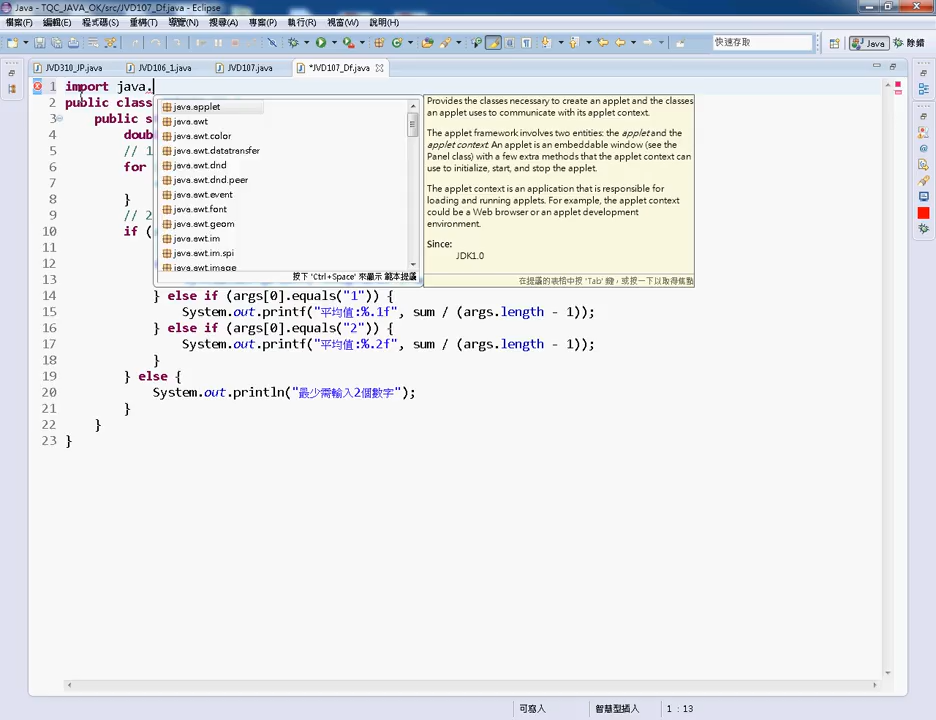 Java - TQC_JAVA_OK/src/JVD107_Df.java - Eclipse
檔案(F) 編輯(E) 程式碼(S) 重構(T) 導覽(N) 搜尋(A) 專案(P) 執行(R) 視窗(W) 說明(H)
快速存取 Java 除錯
JVD310_JP.java JVD106_1.java JVD107.java *JVD107_Df.java
1 import java.
2 public class
3 public s
4 doub
5 // 1
6 for
7
8 }
9 // 2
10 if (
11
12
13
14 } else if (args[0].equals("1")) {
15 System.out.printf("平均值:%.1f", sum / (args.length - 1));
16 } else if (args[0].equals("2")) {
17 System.out.printf("平均值:%.2f", sum / (args.length - 1));
18 }
19 } else {
20 System.out.println("最少需輸入2個數字");
21 }
22 }
23 }
java.applet
java.awt
java.awt.color
java.awt.datatransfer
java.awt.dnd
java.awt.dnd.peer
java.awt.event
java.awt.font
java.awt.geom
java.awt.im
java.awt.im.spi
java.awt.image
按下 'Ctrl+Space' 來顯示 範本提議
Provides the classes necessary to create an applet and the classes
an applet uses to communicate with its applet context.
The applet framework involves two entities: the applet and the
applet context. An applet is an embeddable window (see the
Panel class) with a few extra methods that the applet context can
use to initialize, start, and stop the applet.
The applet context is an application that is responsible for
loading and running applets. For example, the applet context
could be a Web browser or an applet development
environment.
Since:
JDK1.0
在提議的表格中按 'Tab' 鍵，或按一下以取得焦點
可寫入 智慧型插入 1 : 13